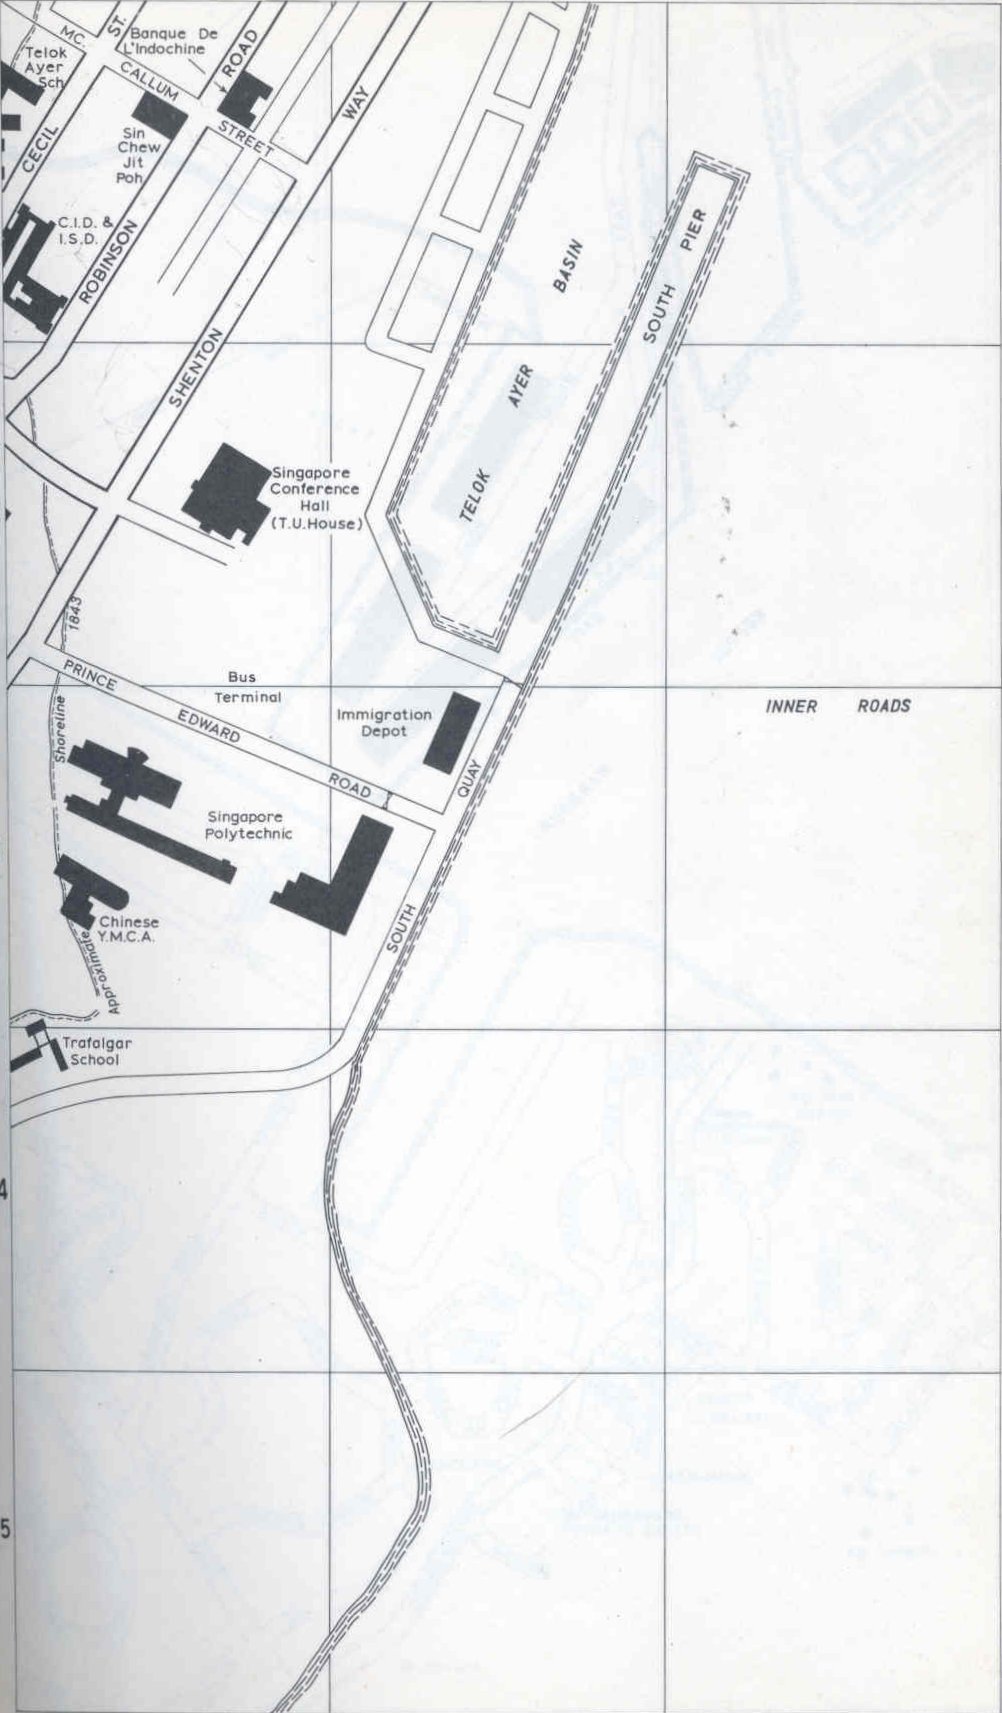 MC.
CALLUM
STREET
ST.
Banque De
L'Indochine
ROAD
Telok
Ayer
Sch
CECIL
Sin
Chew
Jit
Poh
WAY
C.I.D. &
I.S.D.
ROBINSON
SHENTON
BASIN
AYER
TELOK
SOUTH PIER
Singapore
Conference
Hall
(T.U.House)
1843
Shoreline
Approximate
PRINCE
EDWARD
ROAD
Bus
Terminal
Immigration
Depot
QUAY
SOUTH
INNER ROADS
Singapore
Polytechnic
Chinese
Y.M.C.A.
Trafalgar
School
4
5